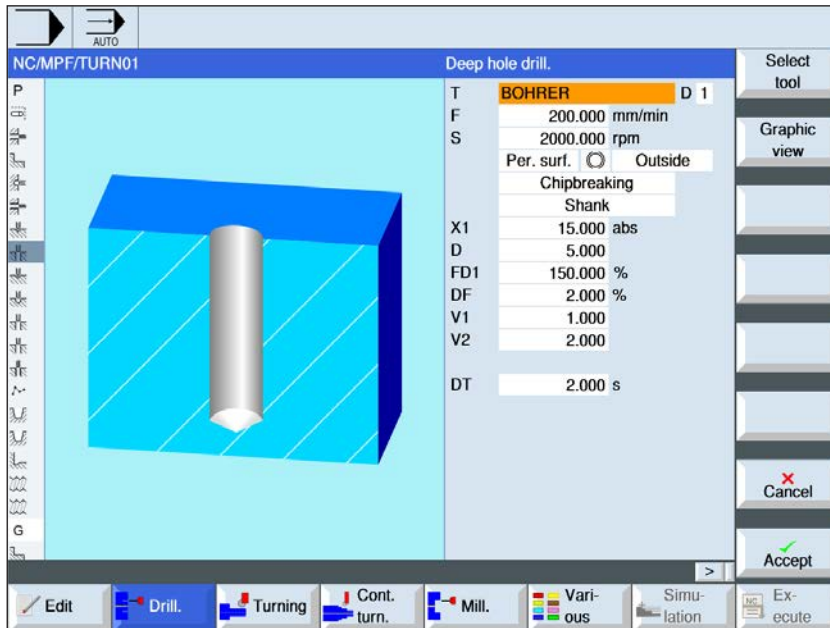 AUTO
NC/MPF/TURN01
Deep hole drill.
P
G
T BOHRER D 1
F 200.000 mm/min
S 2000.000 rpm
Per. surf. Outside
Chipbreaking
Shank
X1 15.000 abs
D 5.000
FD1 150.000 %
DF 2.000 %
V1 1.000
V2 2.000
DT 2.000 s
Select
tool
Graphic
view
Cancel
Accept
>
Edit
Drill.
Turning
Cont.
turn.
Mill.
Vari-
ous
Simu-
lation
NC
Ex-
ecute